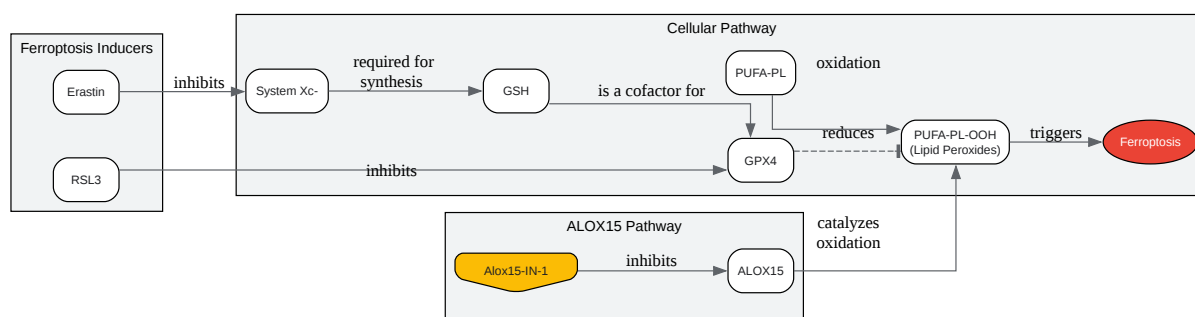 Ferroptosis Inducers
Erastin
RSL3
inhibits
Cellular Pathway
System Xc-
required for
synthesis
GSH
is a cofactor for
PUFA-PL
oxidation
GPX4
reduces
PUFA-PL-OOH
(Lipid Peroxides)
triggers
Ferroptosis
inhibits
ALOX15 Pathway
Alox15-IN-1
inhibits
ALOX15
catalyzes
oxidation